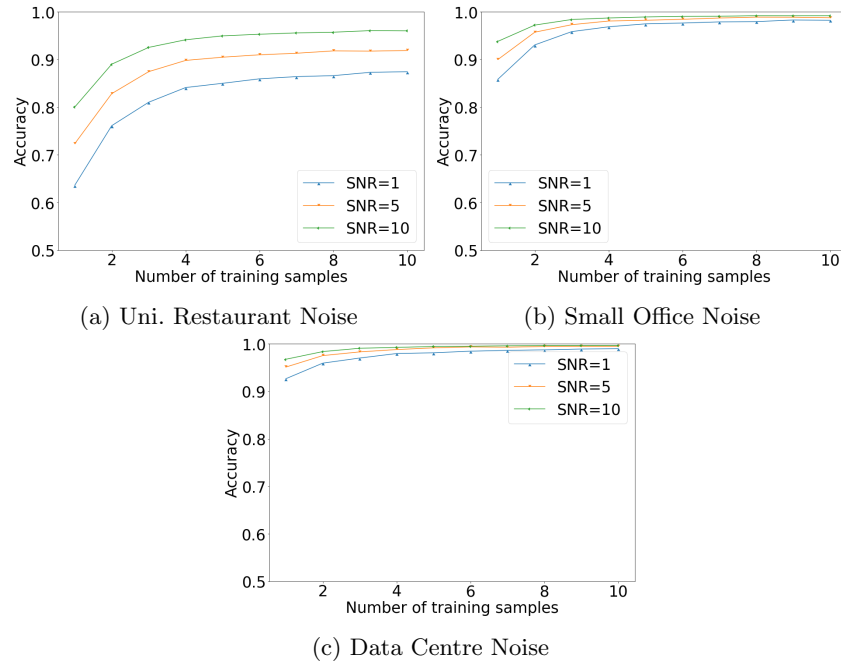 1.0
0.9
0.8
0.7
0.6
0.5
Accuracy
SNR=1
SNR=5
SNR=10
2 4 6 8 10
Number of training samples
(a) Uni. Restaurant Noise
1.0
0.9
0.8
0.7
0.6
0.5
Accuracy
SNR=1
SNR=5
SNR=10
2 4 6 8 10
Number of training samples
(b) Small Office Noise
1.0
0.9
0.8
0.7
0.6
0.5
Accuracy
SNR=1
SNR=5
SNR=10
2 4 6 8 10
Number of training samples
(c) Data Centre Noise